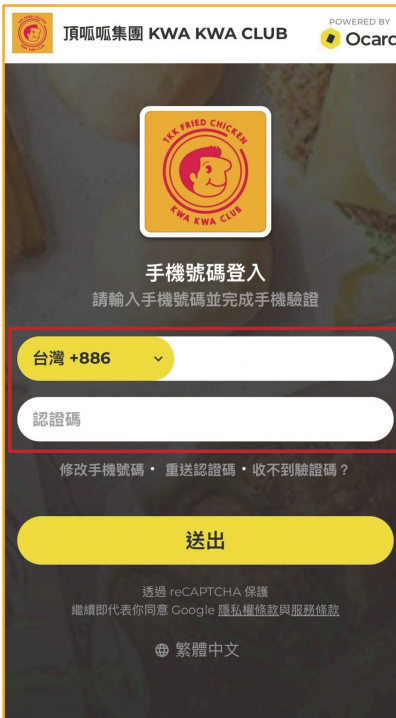 頂呱呱集團 KWA KWA CLUB
POWERED BY
Ocard
TKK FRIED CHICKEN
KWA KWA CLUB
手機號碼登入
請輸入手機號碼並完成手機驗證
台灣 +886
認證碼
修改手機號碼・ 重送認證碼・收不到驗證碼？
送出
透過 reCAPTCHA 保護
繼續即代表你同意 Google 隱私權條款與服務條款
繁體中文